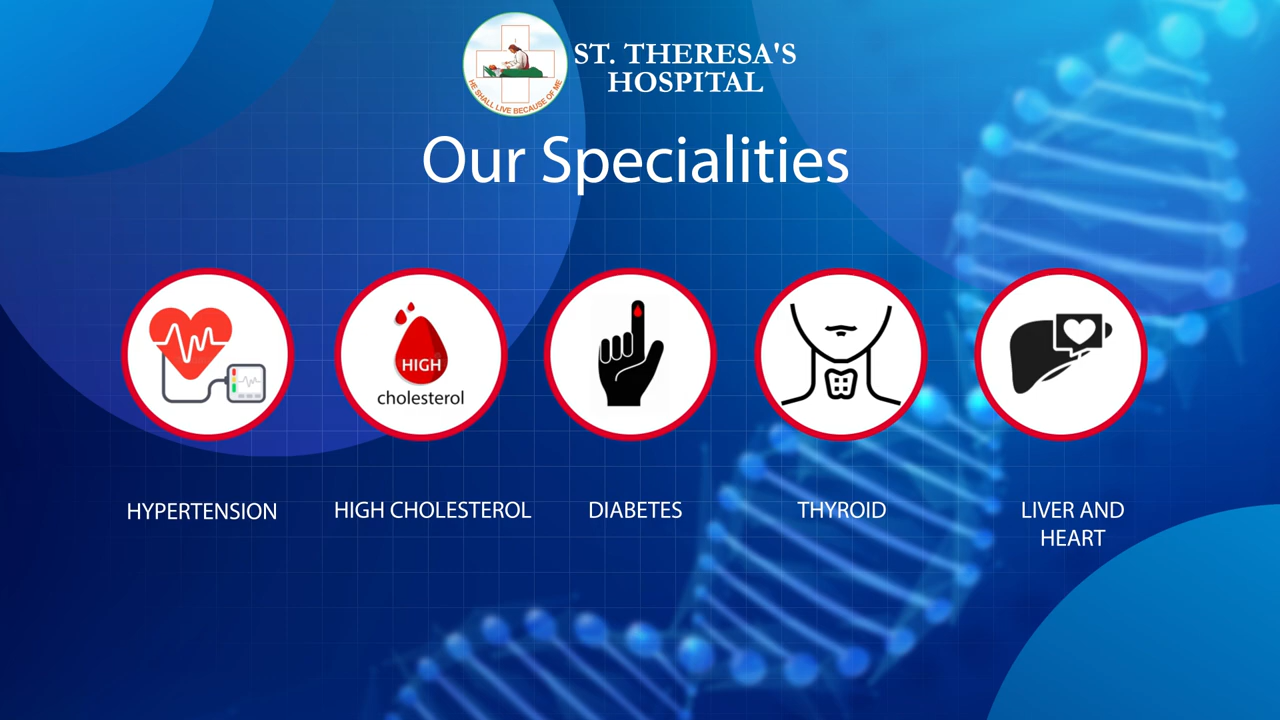 ST. THERESA'S
HOSPITAL
HE SHALL LIVE BECAUSE OF ME
Our Specialities
HIGH
cholesterol
HYPERTENSION
HIGH CHOLESTEROL
DIABETES
THYROID
LIVER AND
HEART